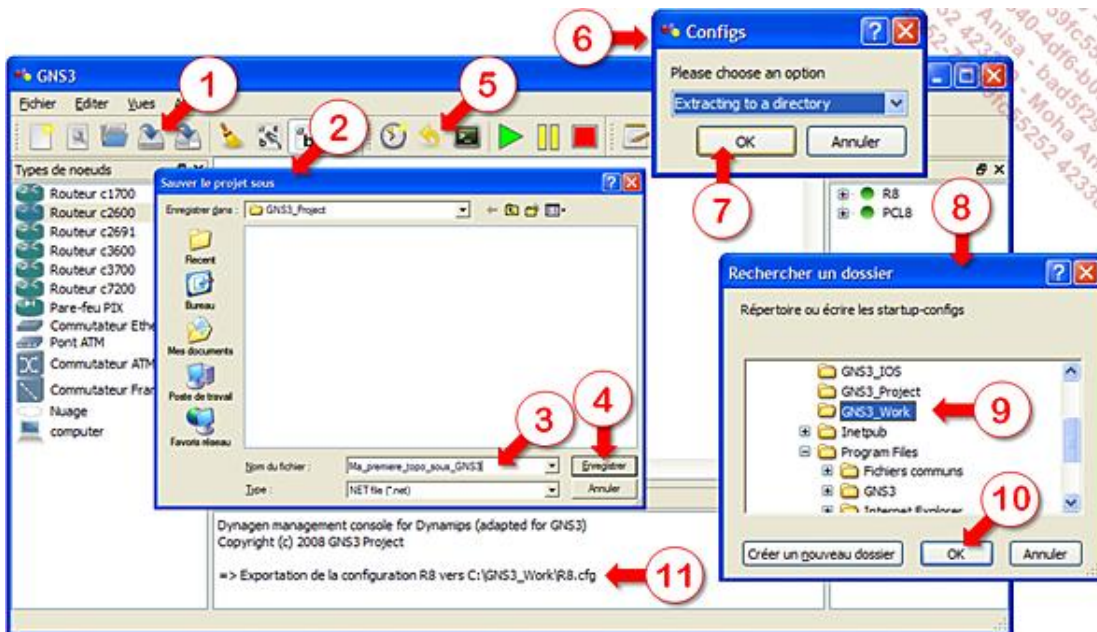 6
Configs
Please choose an option
Extracting to a directory
OK
Annuler
7
GNS3
1
5
Fichier Editer Vues
2
Types de noeuds
Routeur c1700
Routeur c2600
Routeur c2691
Routeur c3600
Routeur c3700
Routeur c7200
Pare-feu PIX
Commutateur Ethe
Pont ATM
Commutateur ATM
Commutateur Fran
Nuage
computer
Sauver le projet sous
Enregistrer dans : GNS3_Project
Recent
Bureau
Mes documents
Poste de travail
Favoris réseau
3
4
Nom du fichier : Ma_premiere_topo_sous_GNS3 Enregistrer
Type : NET file (*.net) Annuler
R8
PCL8
8
Rechercher un dossier
Répertoire ou écrire les startup-configs
GNS3_IOS
GNS3_Project
GNS3_Work
9
Inetpub
Program Files
Fichiers communs
GNS3
Internet Explorer
10
Créer un nouveau dossier OK Annuler
Dynagen management console for Dynamips (adapted for GNS3)
Copyright (c) 2008 GNS3 Project
=> Exportation de la configuration R8 vers C:\GNS3_Work\R8.cfg
11